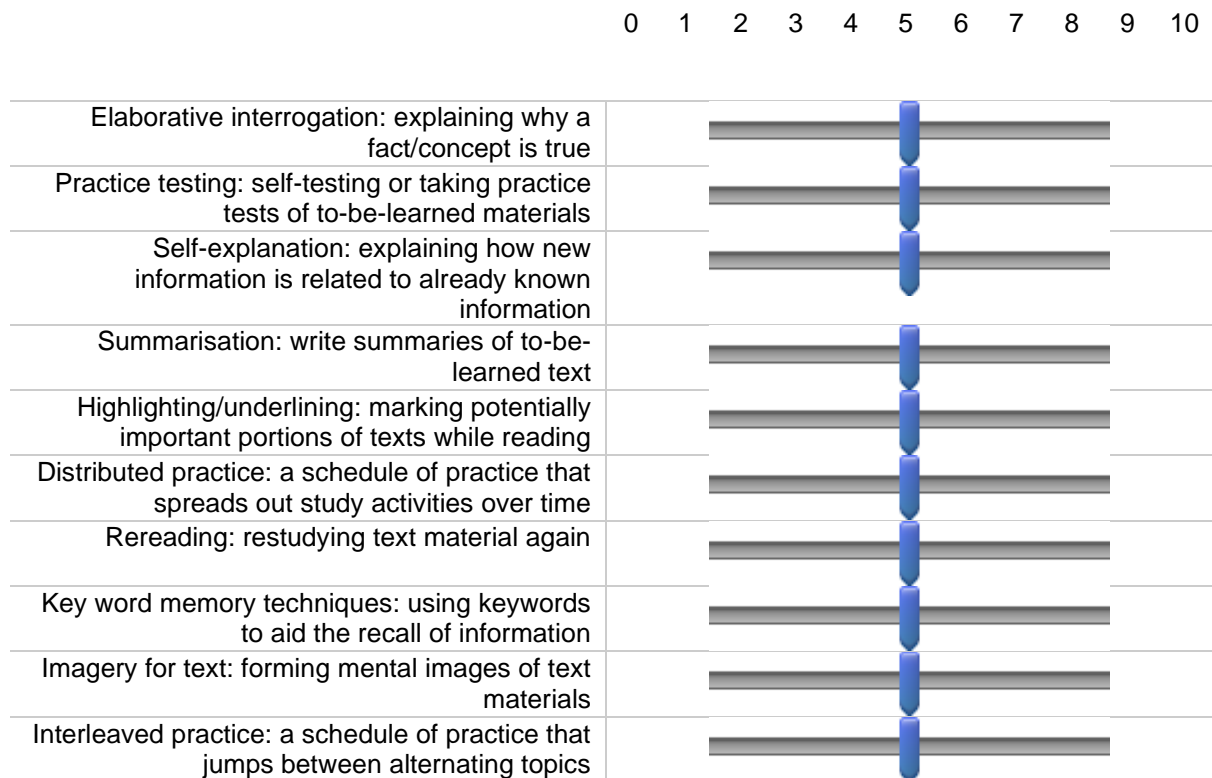 0 1 2 3 4 5 6 7 8 9 10
Elaborative interrogation: explaining why a
fact/concept is true
Practice testing: self-testing or taking practice
tests of to-be-learned materials
Self-explanation: explaining how new
information is related to already known
information
Summarisation: write summaries of to-be-
learned text
Highlighting/underlining: marking potentially
important portions of texts while reading
Distributed practice: a schedule of practice that
spreads out study activities over time
Rereading: restudying text material again
Key word memory techniques: using keywords
to aid the recall of information
Imagery for text: forming mental images of text
materials
Interleaved practice: a schedule of practice that
jumps between alternating topics